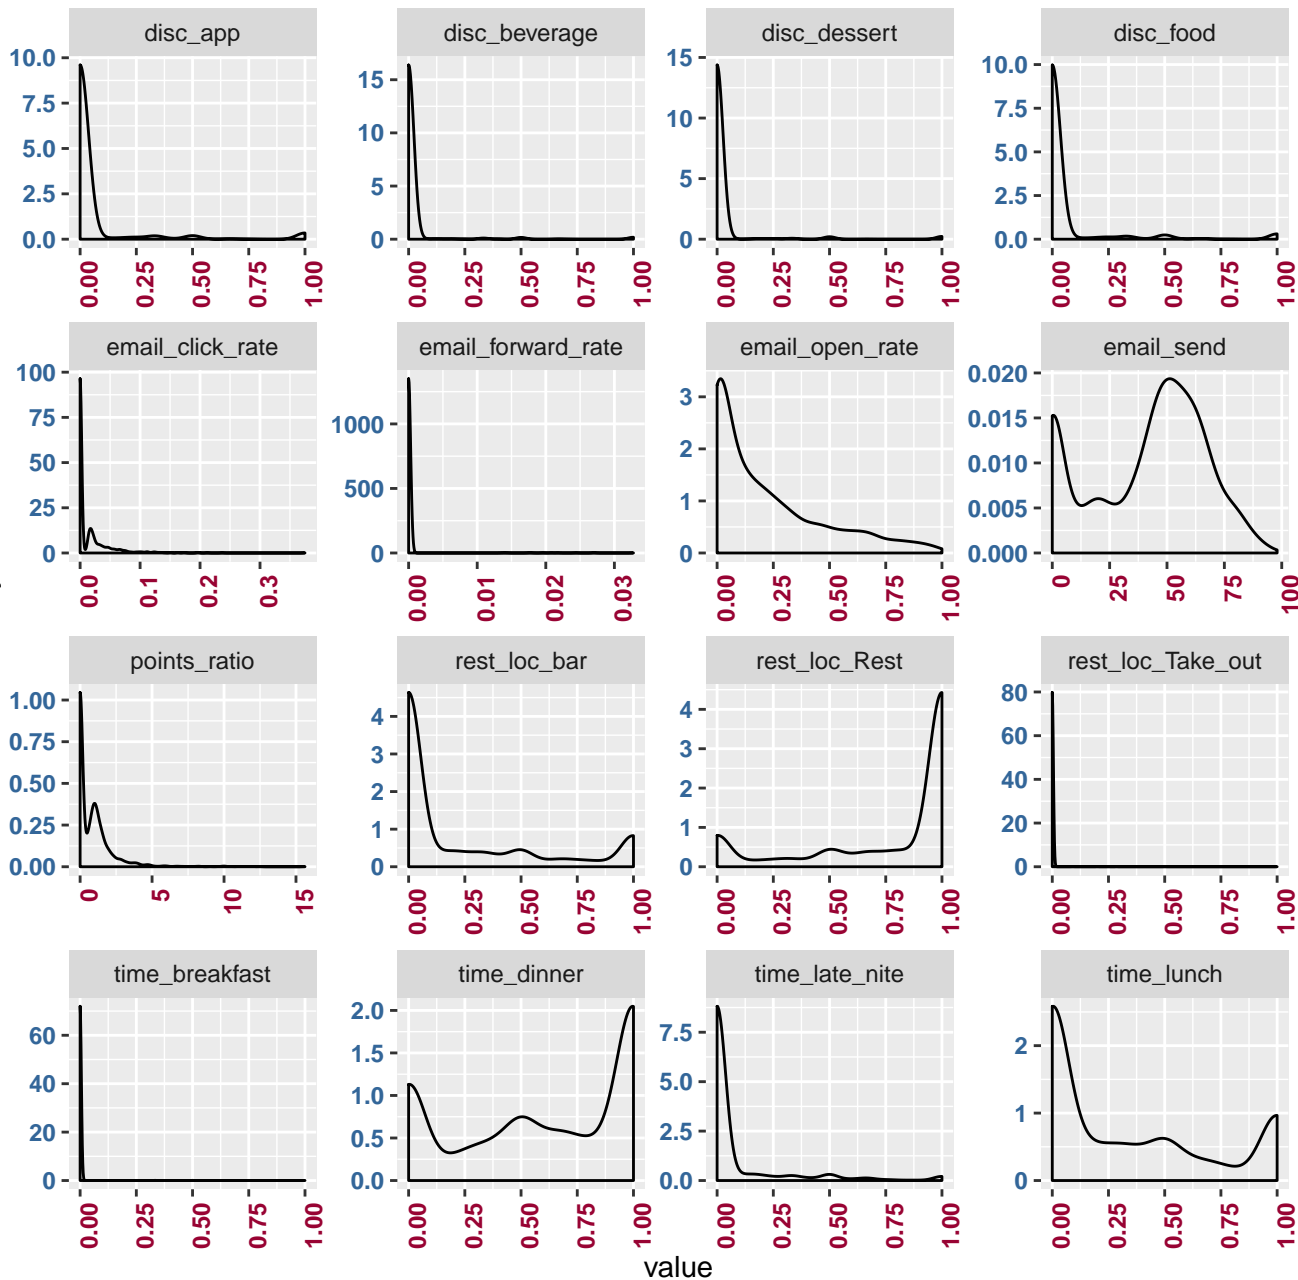 disc_app disc_beverage disc_dessert disc_food
10.0 7.5 5.0 2.5 0.0
15 10 5 0
15 10 5 0
10.0 7.5 5.0 2.5 0.0
0.00 0.25 0.50 0.75 1.00
0.00 0.25 0.50 0.75 1.00
0.00 0.25 0.50 0.75 1.00
0.00 0.25 0.50 0.75 1.00
email_click_rate email_forward_rate email_open_rate email_send
100 75 50 25 0
1000 500 0
3 2 1 0
0.020 0.015 0.010 0.005 0.000
0.0 0.1 0.2 0.3
0.00 0.01 0.02 0.03
0.00 0.25 0.50 0.75 1.00
0 25 50 75 100
points_ratio rest_loc_bar rest_loc_Rest rest_loc_Take_out
1.00 0.75 0.50 0.25 0.00
4 3 2 1 0
4 3 2 1 0
80 60 40 20 0
0 5 10 15
0.00 0.25 0.50 0.75 1.00
0.00 0.25 0.50 0.75 1.00
0.00 0.25 0.50 0.75 1.00
time_breakfast time_dinner time_late_nite time_lunch
60 40 20 0
2.0 1.5 1.0 0.5 0.0
7.5 5.0 2.5 0.0
2 1 0
0.00 0.25 0.50 0.75 1.00
0.00 0.25 0.50 0.75 1.00
0.00 0.25 0.50 0.75 1.00
0.00 0.25 0.50 0.75 1.00
value